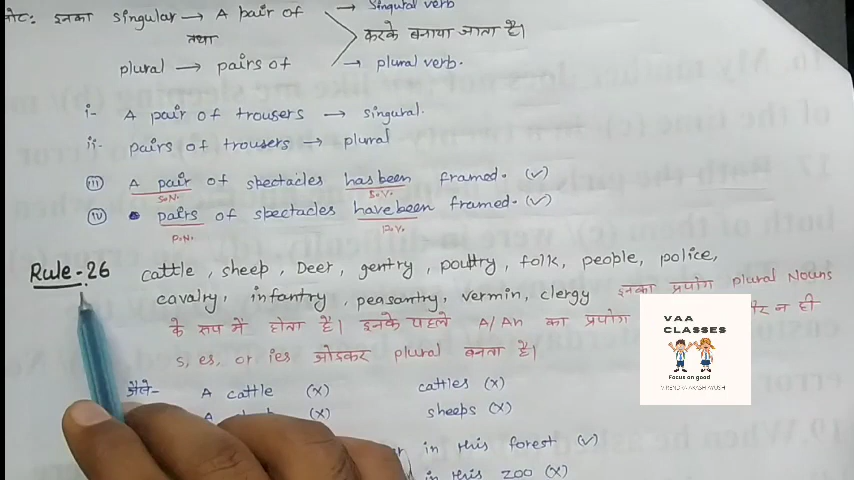 नोट: इनका singular → A pair of → Singural verb
तथा करके बनाया जाता है।
plural → pairs of → plural verb.
i- A pair of trousers → singural.
ii- pairs of trousers → plural
(iii) A pair of spectacles has been framed. (✓)
S.N. S.V.
(iv) pairs of spectacles have been framed. (✓)
P.N. P.V.
Rule-26 cattle, sheep, Deer, gentry, poultry, folk, people, police,
cavalry, infantry, peasantry, vermin, clergy इनका प्रयोग plural Nouns
के रूप में होता है। इनके पहले A/An का प्रयोग न ही
s, es, or ies जोड़कर plural बनता है।
जैसे- A cattle (×) cattles (×)
A (×) sheeps (×)
in this forest (✓)
in this zoo (×)
VAA
CLASSES
Focus on good